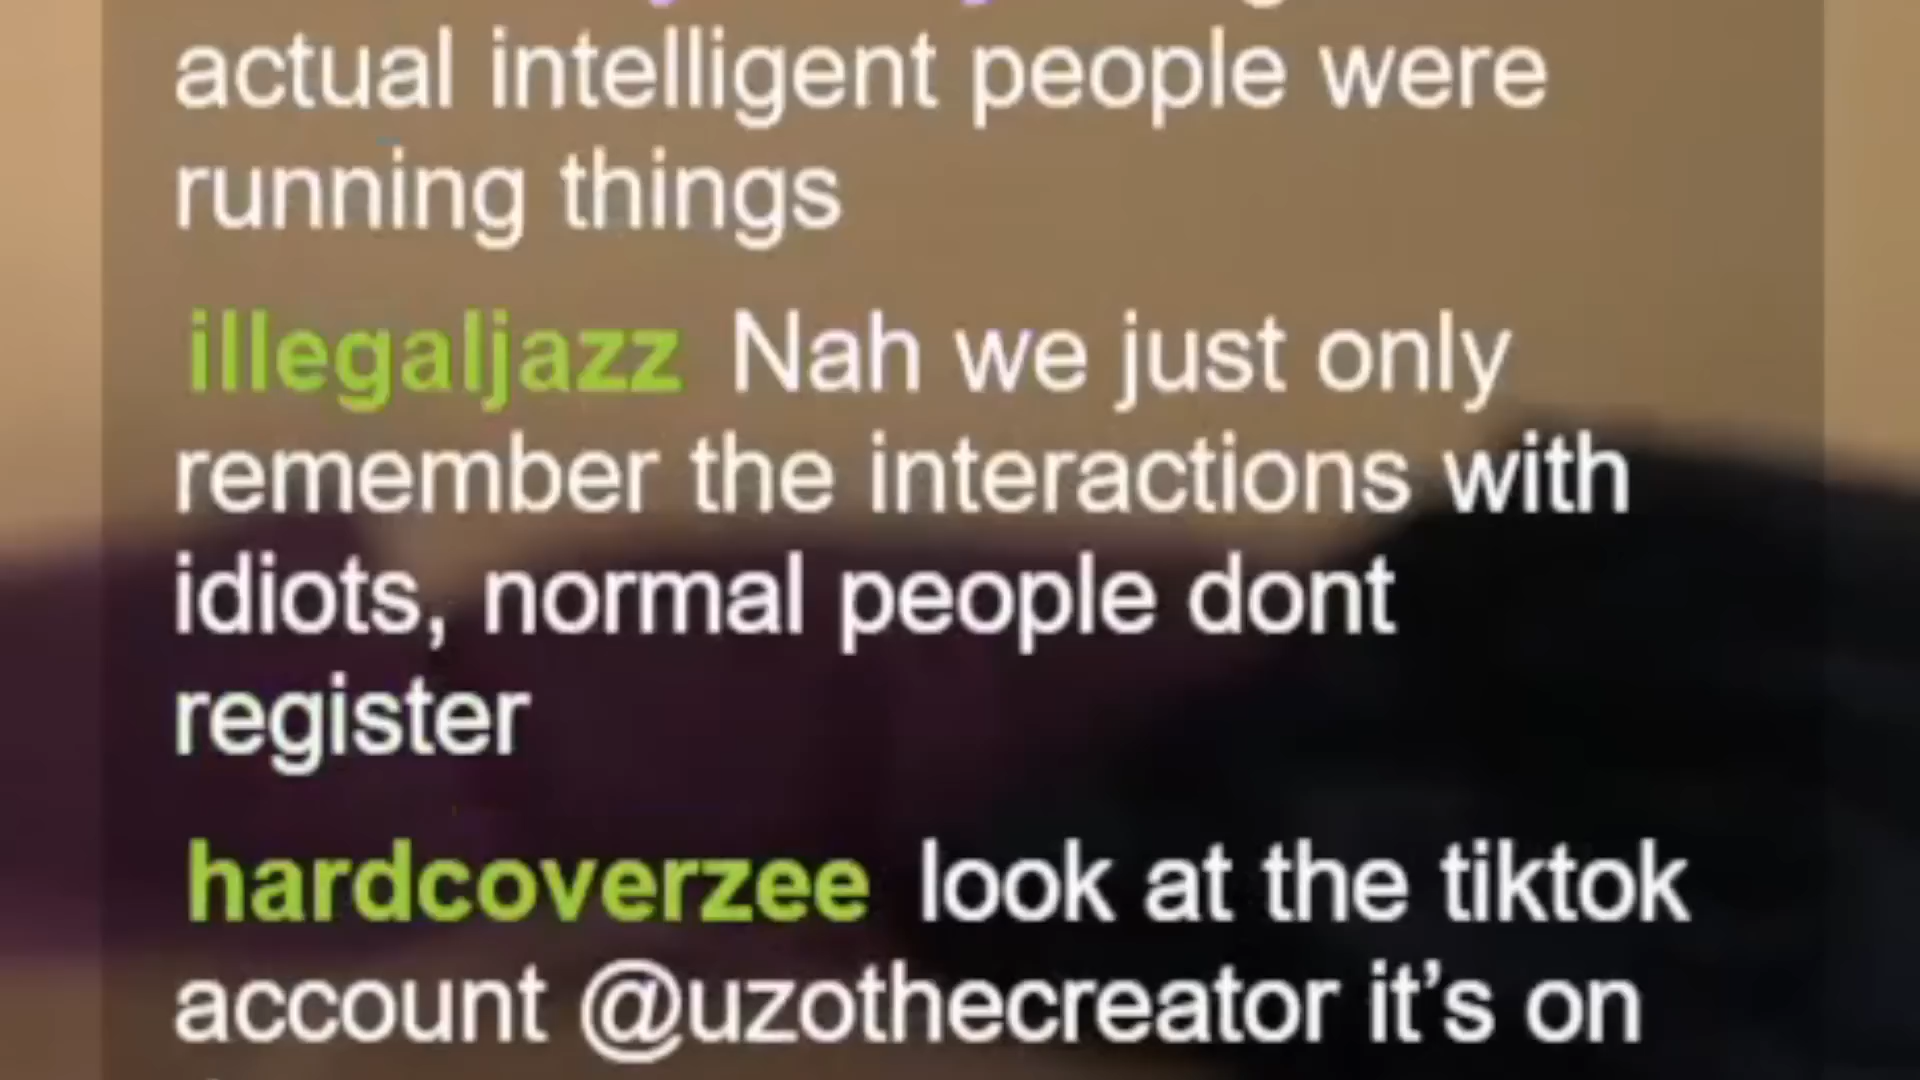 actual intelligent people were
running things
illegaljazz Nah we just only
remember the interactions with
idiots, normal people dont
register
hardcoverzee look at the tiktok
account @uzothecreator it’s on